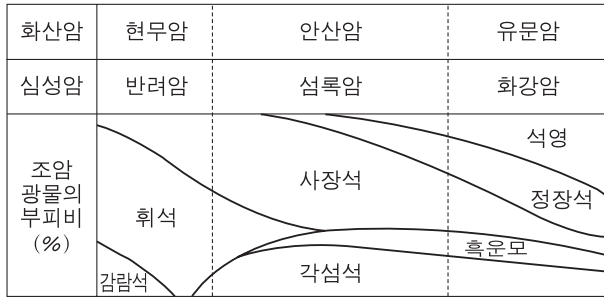 화산암 현무암 안산암 유문암
심성암 반려암 섬록암 화강암
조암
광물의
부피비
(%)
석영
사장석
정장석
휘석
흑운모
감람석
각섬석